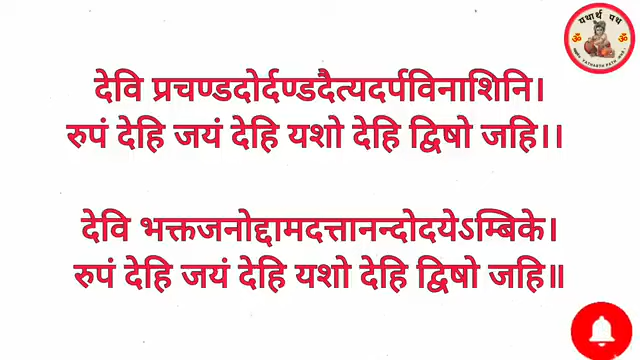 यथार्थ पथ
देवि प्रचण्डदोर्दण्डदैत्यदर्पविनाशिनि।
रुपं देहि जयं देहि यशो देहि द्विषो जहि।।
देवि भक्तजनोद्दामदत्तानन्दोदयेऽम्बिके।
रुपं देहि जयं देहि यशो देहि द्विषो जहि॥